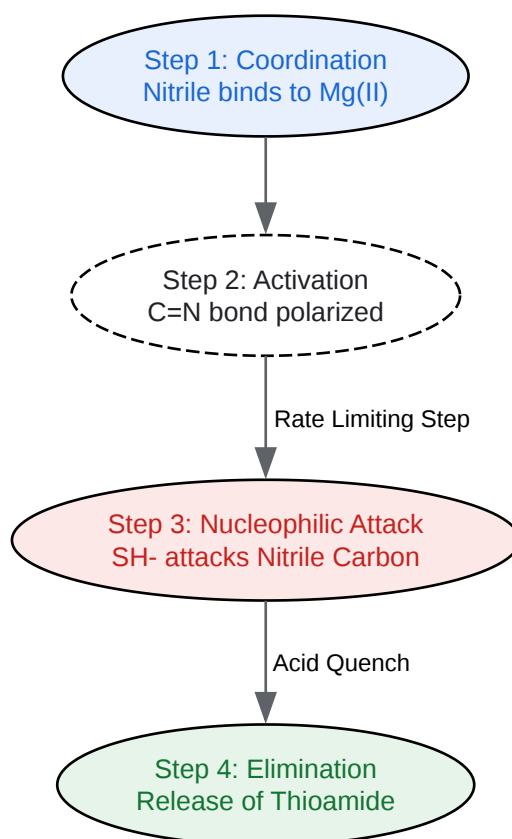 Step 1: Coordination
Nitrile binds to Mg(II)
Step 2: Activation
C=N bond polarized
Rate Limiting Step
Step 3: Nucleophilic Attack
SH- attacks Nitrile Carbon
Acid Quench
Step 4: Elimination
Release of Thioamide